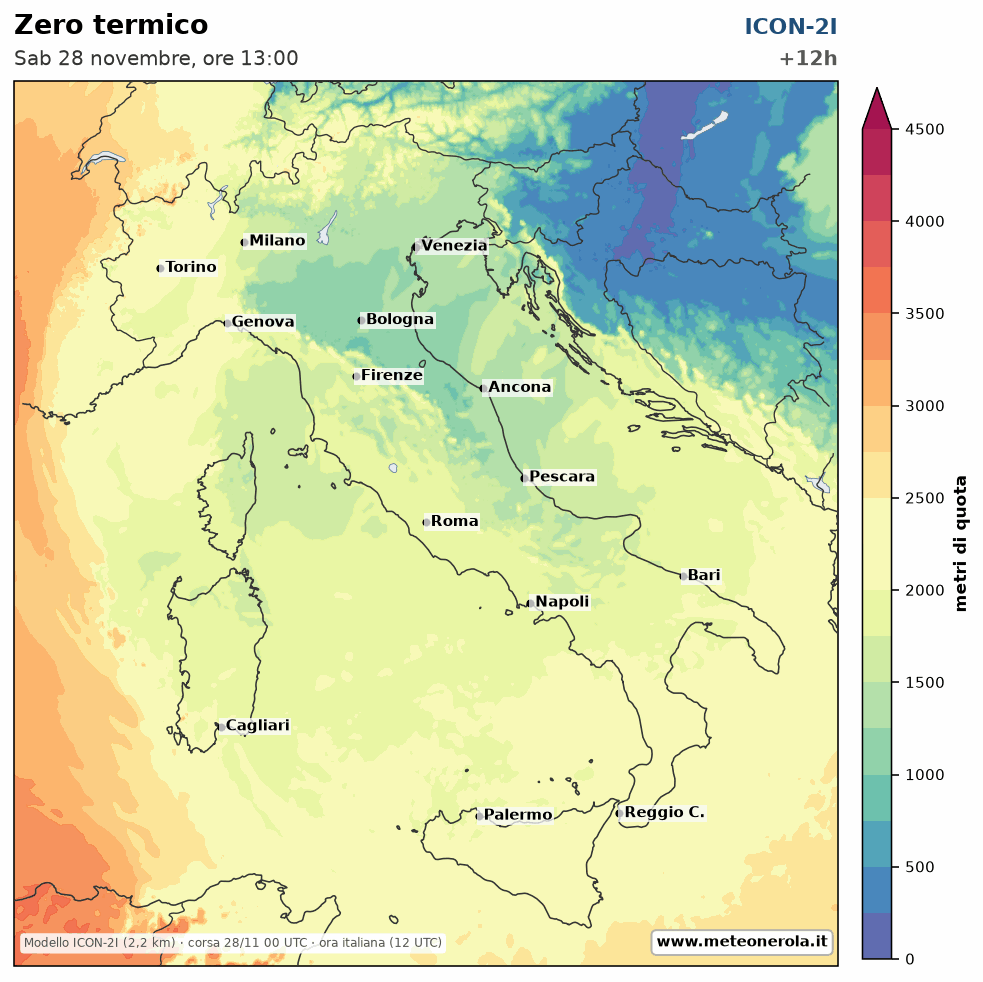 Zero termico
ICON-2I
Sab 28 novembre, ore 13:00
+12h
Milano
Venezia
Torino
Genova
Bologna
Firenze
Ancona
Pescara
Roma
Bari
Napoli
Cagliari
Palermo
Reggio C.
4500
4000
3500
3000
2500
2000
1500
1000
500
0
metri di quota
Modello ICON-2I (2,2 km) · corsa 28/11 00 UTC · ora italiana (12 UTC)
www.meteonerola.it